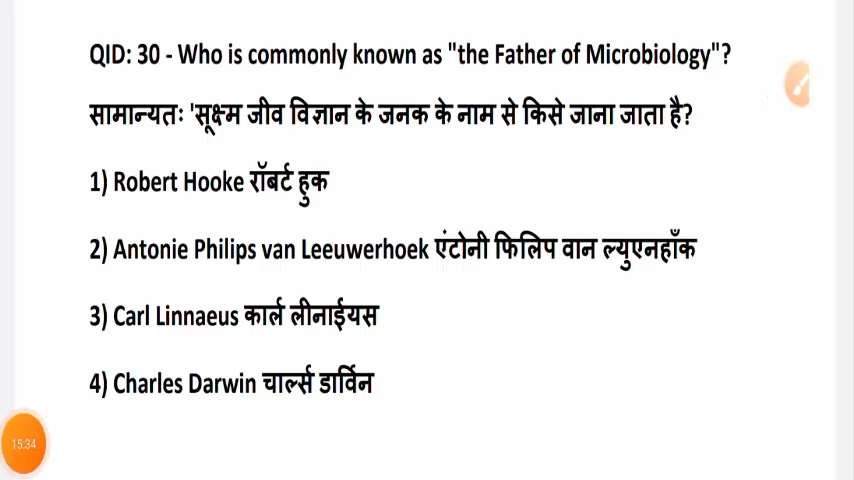 QID: 30 - Who is commonly known as "the Father of Microbiology"?
सामान्यतः 'सूक्ष्म जीव विज्ञान के जनक के नाम से किसे जाना जाता है?
1) Robert Hooke रॉबर्ट हुक
2) Antonie Philips van Leeuwerhoek एंटोनी फिलिप वान ल्युएनहाँक
3) Carl Linnaeus कार्ल लीनाईयस
4) Charles Darwin चार्ल्स डार्विन
15:34